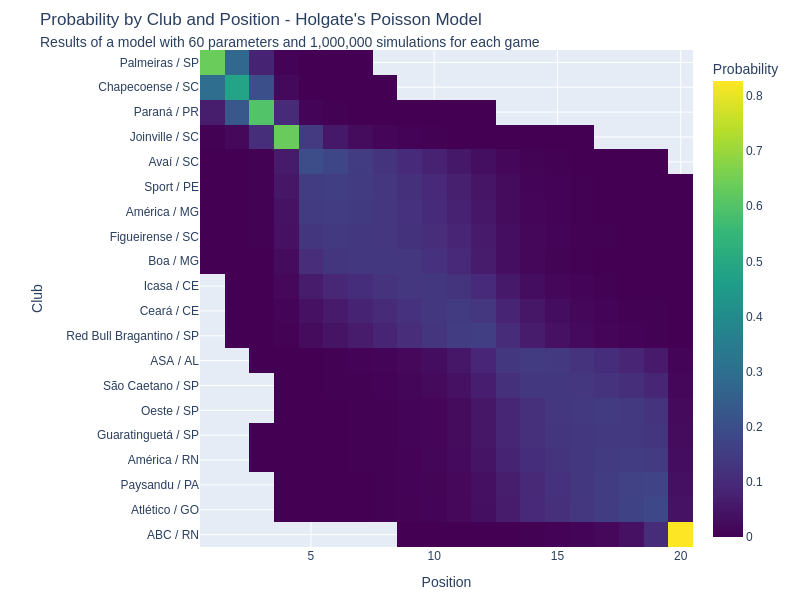 Probability by Club and Position - Holgate's Poisson Model
Results of a model with 60 parameters and 1,000,000 simulations for each game
Probability
Palmeiras / SP
Chapecoense / SC
Paraná / PR
Joinville / SC
Avaí / SC
Sport / PE
América / MG
Figueirense / SC
Boa / MG
Icasa / CE
Ceará / CE
Red Bull Bragantino / SP
ASA / AL
São Caetano / SP
Oeste / SP
Guaratinguetá / SP
América / RN
Paysandu / PA
Atlético / GO
ABC / RN
Club
5
10
15
20
Position
0.8
0.7
0.6
0.5
0.4
0.3
0.2
0.1
0